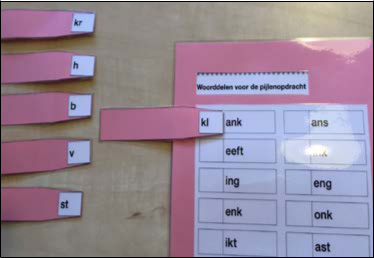 kr
h
b
v
st
Woorddelen voor de pijlenopdracht
kl ank ans
eeft
ing eng
enk onk
ikt ast